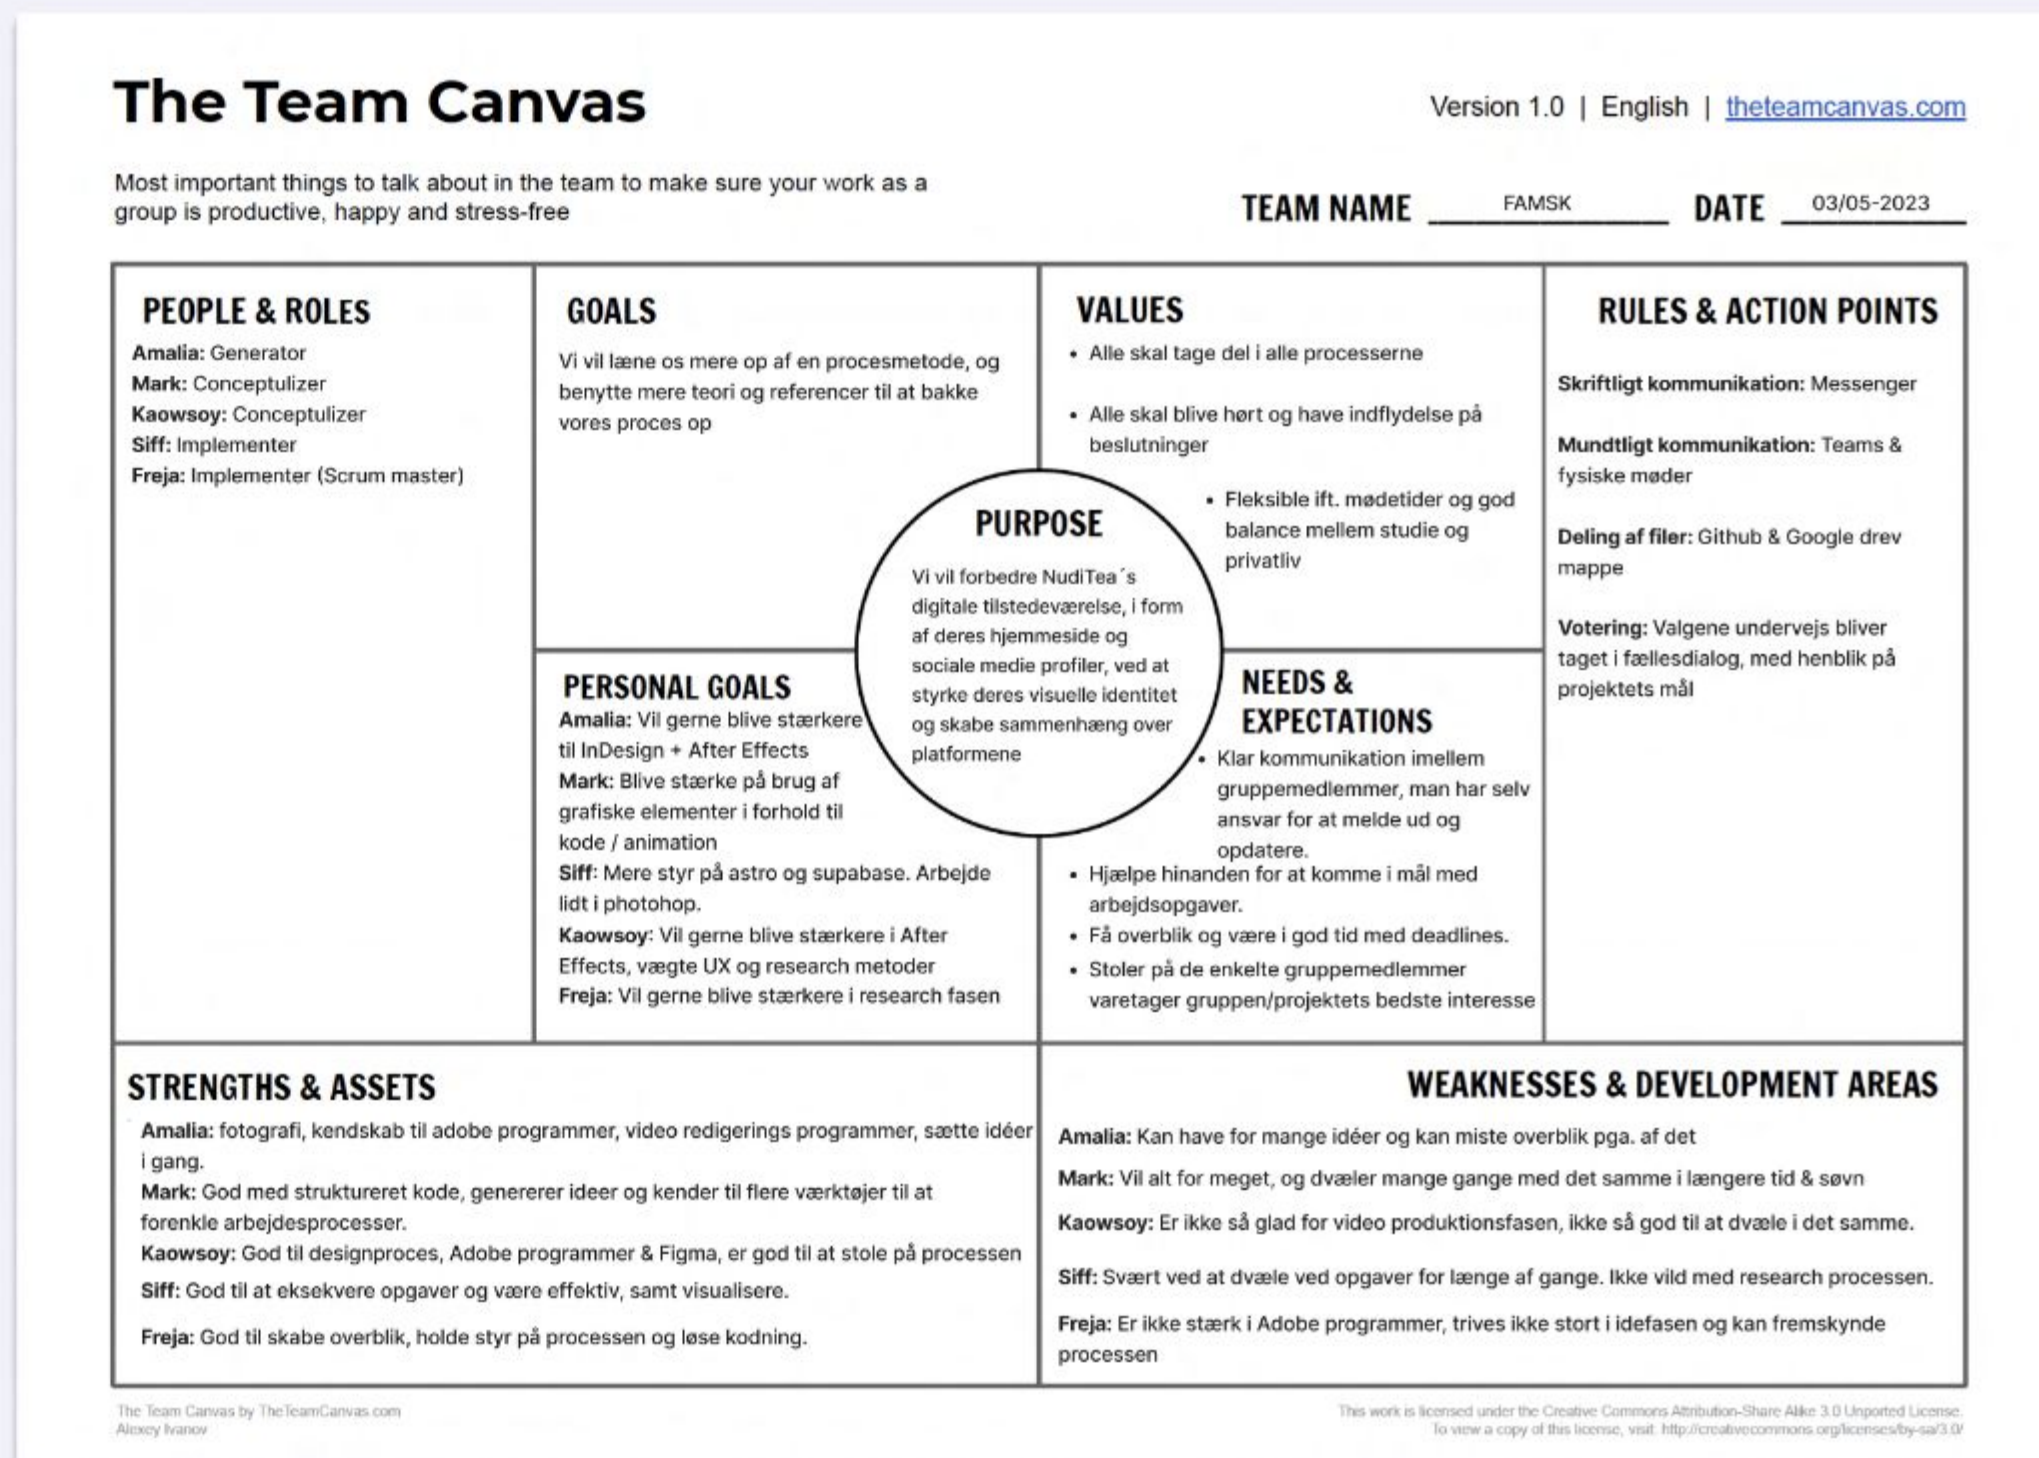 The Team Canvas
Version 1.0 | English | theteamcanvas.com
Most important things to talk about in the team to make sure your work as a
group is productive, happy and stress-free
TEAM NAME FAMSK DATE 03/05-2023
PEOPLE & ROLES
Amalia: Generator
Mark: Conceptulizer
Kaowsoy: Conceptulizer
Siff: Implementer
Freja: Implementer (Scrum master)
GOALS
Vi vil læne os mere op af en procesmetode, og
benytte mere teori og referencer til at bakke
vores proces op
VALUES
• Alle skal tage del i alle processerne
• Alle skal blive hørt og have indflydelse på
beslutninger
• Fleksible ift. mødetider og god
balance mellem studie og
privatliv
RULES & ACTION POINTS
Skriftligt kommunikation: Messenger
Mundtligt kommunikation: Teams &
fysiske møder
Deling af filer: Github & Google drev
mappe
Votering: Valgene undervejs bliver
taget i fællesdialog, med henblik på
projektets mål
PURPOSE
Vi vil forbedre NudiTea´s
digitale tilstedeværelse, i form
af deres hjemmeside og
sociale medie profiler, ved at
styrke deres visuelle identitet
og skabe sammenhæng over
platformene
PERSONAL GOALS
Amalia: Vil gerne blive stærkere
til InDesign + After Effects
Mark: Blive stærke på brug af
grafiske elementer i forhold til
kode / animation
Siff: Mere styr på astro og supabase. Arbejde
lidt i photohop.
Kaowsoy: Vil gerne blive stærkere i After
Effects, vægte UX og research metoder
Freja: Vil gerne blive stærkere i research fasen
NEEDS &
EXPECTATIONS
• Klar kommunikation imellem
gruppemedlemmer, man har selv
ansvar for at melde ud og
opdatere.
• Hjælpe hinanden for at komme i mål med
arbejdsopgaver.
• Få overblik og være i god tid med deadlines.
• Stoler på de enkelte gruppemedlemmer
varetager gruppen/projektets bedste interesse
STRENGTHS & ASSETS
Amalia: fotografi, kendskab til adobe programmer, video redigerings programmer, sætte idéer
i gang.
Mark: God med struktureret kode, genererer ideer og kender til flere værktøjer til at
forenkle arbejdesprocesser.
Kaowsoy: God til designproces, Adobe programmer & Figma, er god til at stole på processen
Siff: God til at eksekvere opgaver og være effektiv, samt visualisere.
Freja: God til skabe overblik, holde styr på processen og løse kodning.
WEAKNESSES & DEVELOPMENT AREAS
Amalia: Kan have for mange idéer og kan miste overblik pga. af det
Mark: Vil alt for meget, og dvæler mange gange med det samme i længere tid & søvn
Kaowsoy: Er ikke så glad for video produktionsfasen, ikke så god til at dvæle i det samme.
Siff: Svært ved at dvæle ved opgaver for længe af gange. Ikke vild med research processen.
Freja: Er ikke stærk i Adobe programmer, trives ikke stort i idefasen og kan fremskynde
processen
The Team Canvas by TheTeamCanvas.com
Alexey Ivanov
This work is licensed under the Creative Commons Attribution-Share Alike 3.0 Unported License.
To view a copy of this license, visit: http://creativecommons.org/licenses/by-sa/3.0/